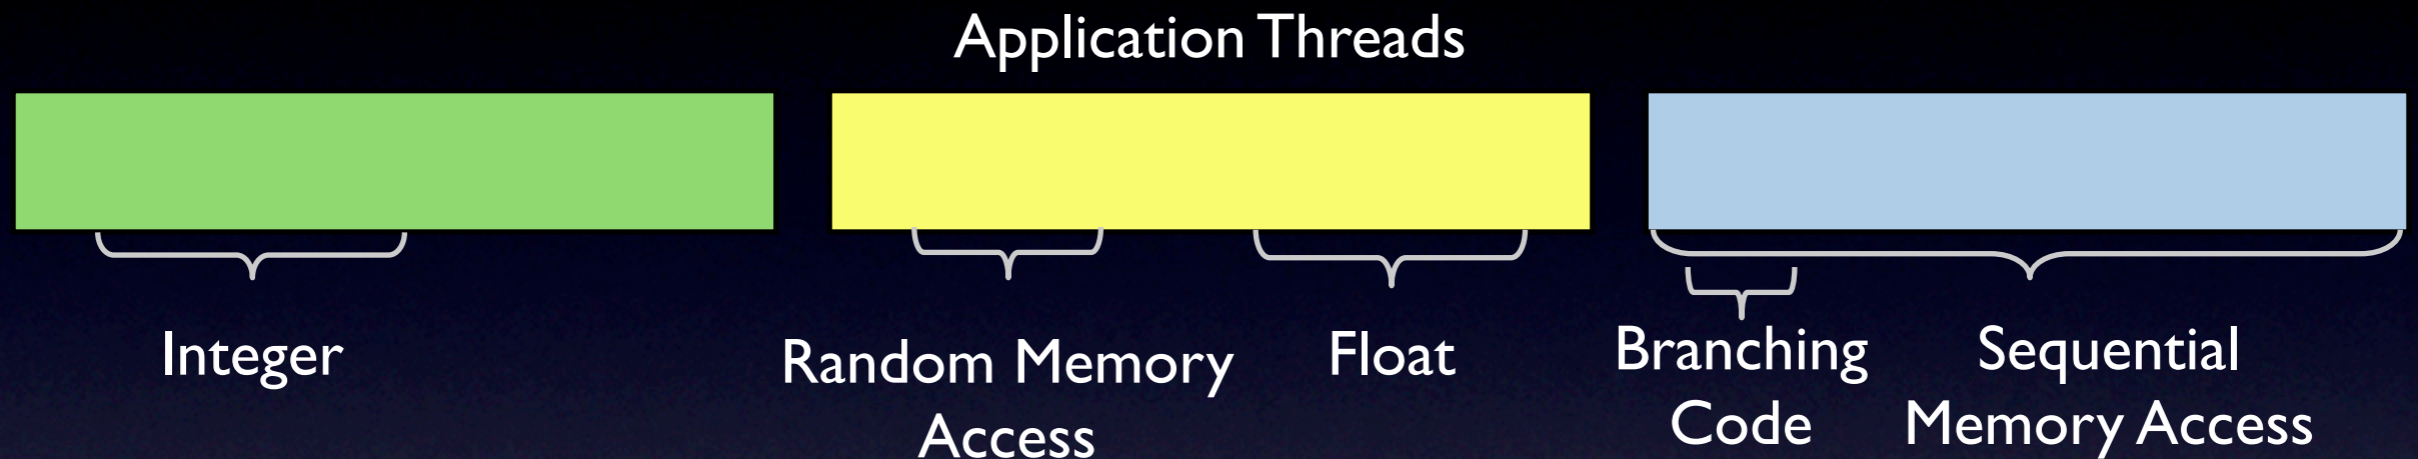 Application Threads
Integer
Random Memory
Access
Float
Branching
Code
Sequential
Memory Access